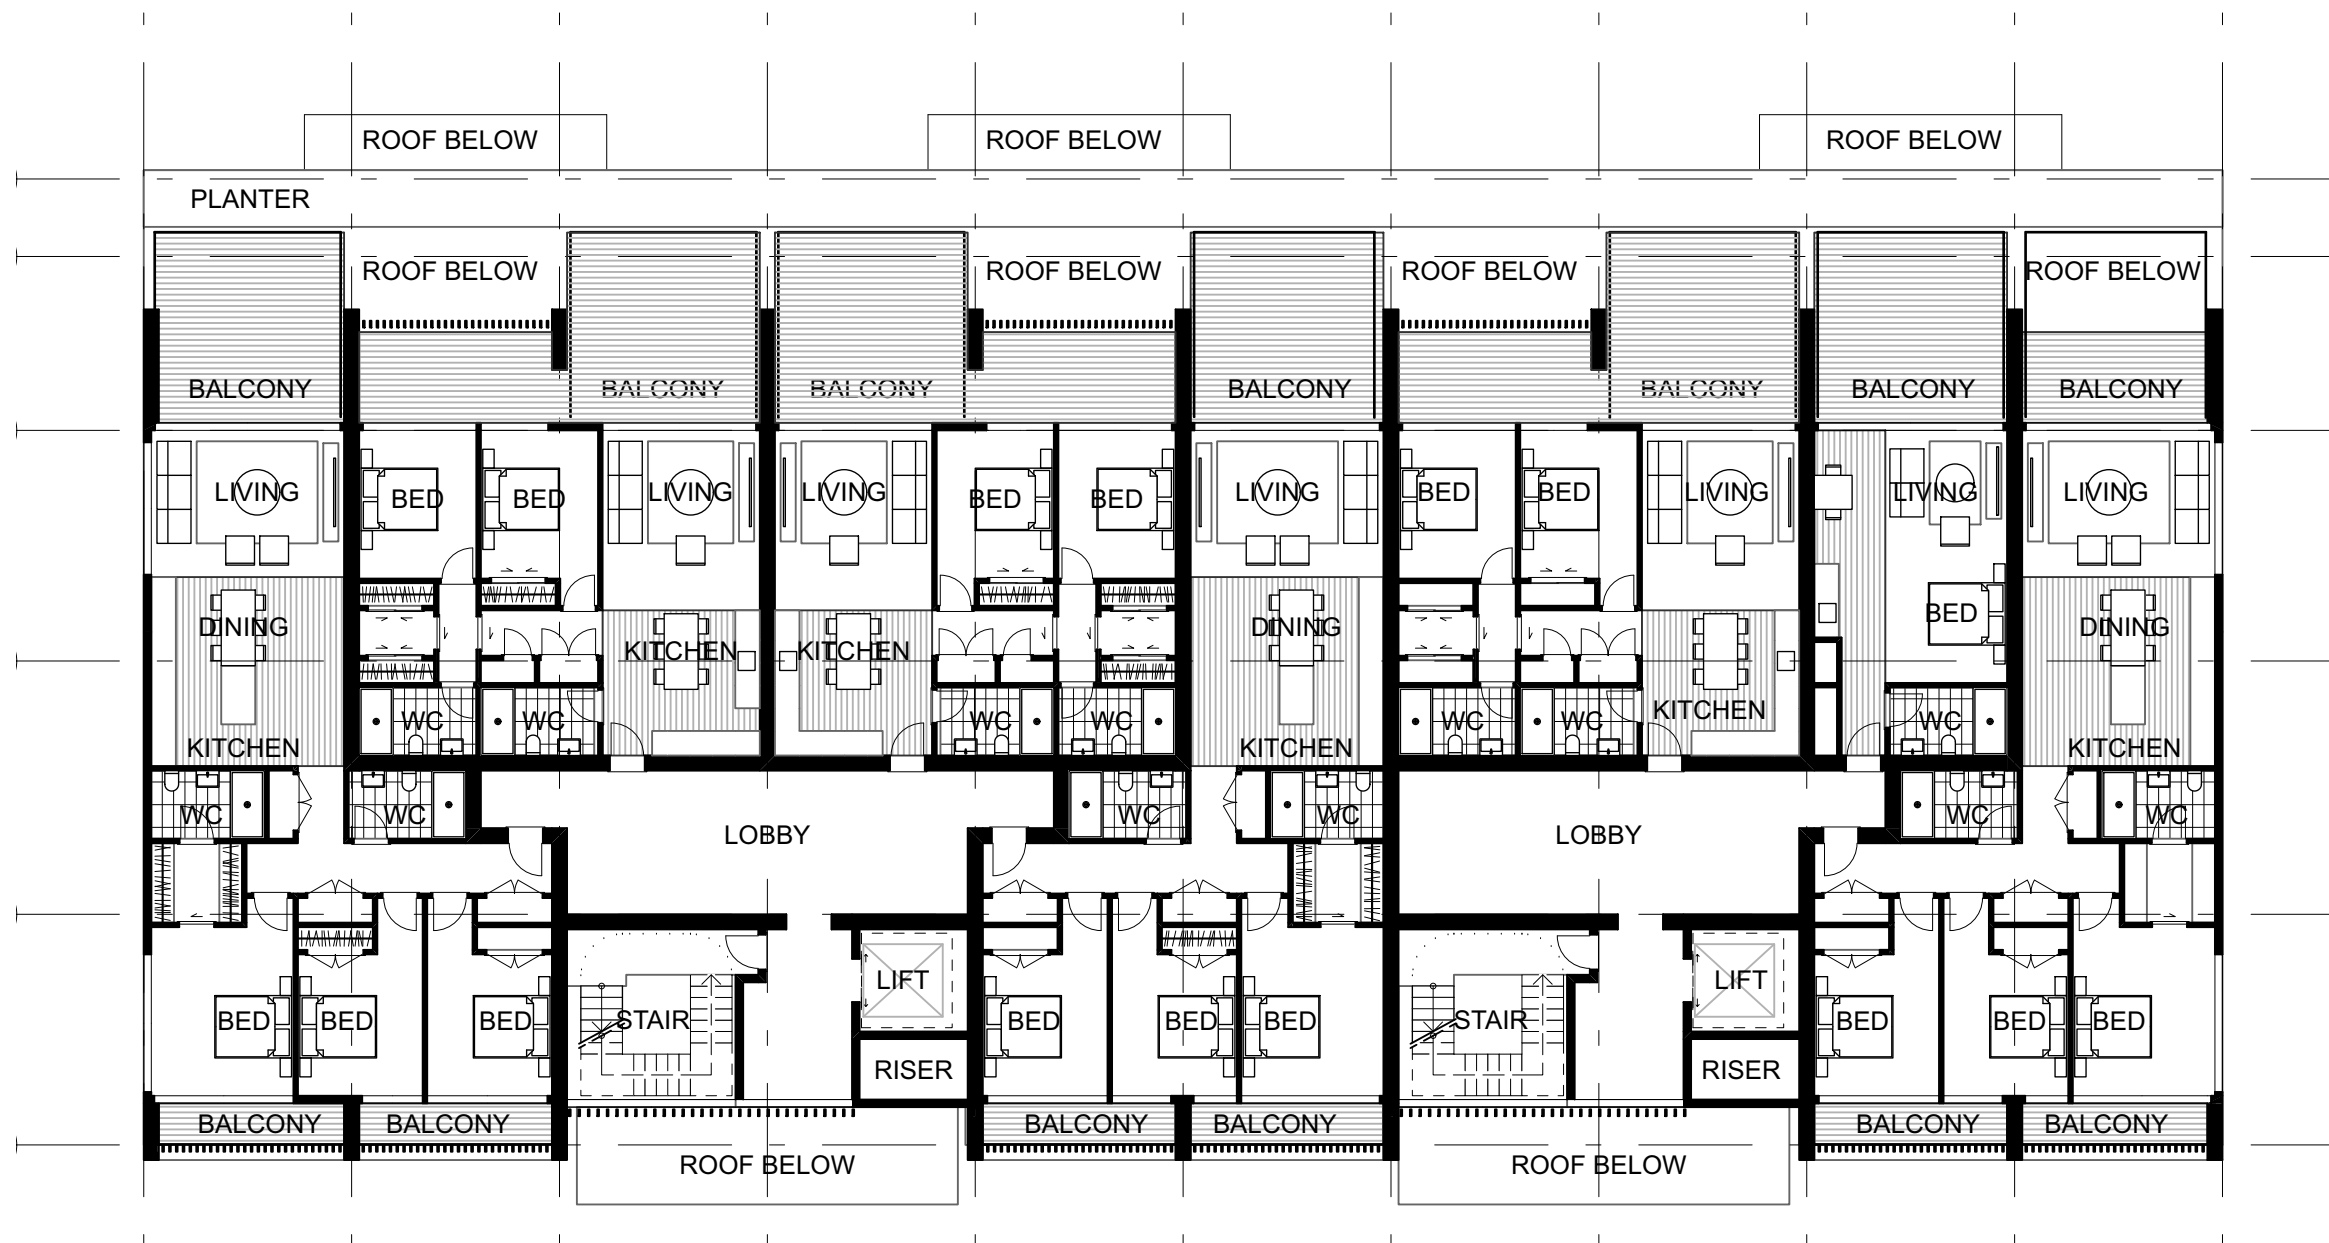 ROOF BELOW
ROOF BELOW
ROOF BELOW
PLANTER
ROOF BELOW
ROOF BELOW
ROOF BELOW
ROOF BELOW
BALCONY
BALCONY
BALCONY
BALCONY
BALCONY
BALCONY
BALCONY
LIVING
BED
BED
LIVING
LIVING
BED
BED
LIVING
BED
BED
LIVING
LIVING
LIVING
BED
DINING
DINING
DINING
KITCHEN
KITCHEN
KITCHEN
WC
WC
WC
WC
WC
WC
WC
KITCHEN
KITCHEN
KITCHEN
WC
WC
WC
WC
WC
WC
LOBBY
LOBBY
LIFT
LIFT
BED
BED
BED
STAIR
BED
BED
BED
STAIR
BED
BED
BED
RISER
RISER
BALCONY
BALCONY
BALCONY
BALCONY
BALCONY
BALCONY
ROOF BELOW
ROOF BELOW